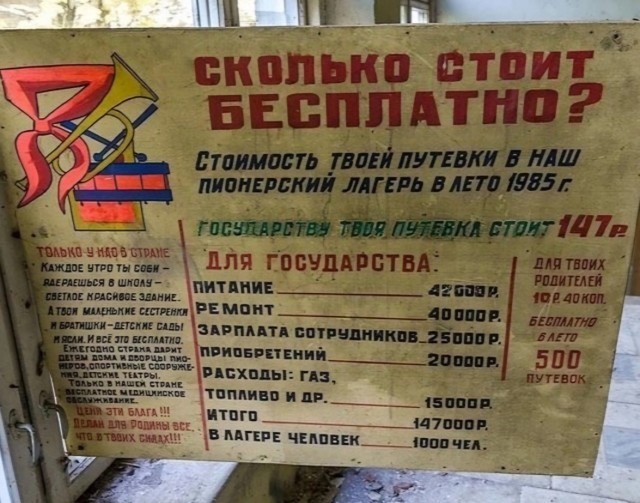 СКОЛЬКО СТОИТ
БЕСПЛАТНО?
СТОИМОСТЬ ТВОЕЙ ПУТЕВКИ В НАШ
ПИОНЕРСКИЙ ЛАГЕРЬ В ЛЕТО 1985 г.
ГОСУДАРСТВУ ТВОЯ ПУТЕВКА СТОИТ 147 р.
ТОЛЬКО У НАС В СТРАНЕ
КАЖДОЕ УТРО ТЫ СОБИ-
РАЕШЬСЯ В ШКОЛУ -
СВЕТЛОЕ КРАСИВОЕ ЗДАНИЕ.
А ТВОИ МАЛЕНЬКИЕ СЕСТРЕНКИ
И БРАТИШКИ - ДЕТСКИЕ САДЫ
И ЯСЛИ. И ВСЁ ЭТО БЕСПЛАТНО.
ЕЖЕГОДНО СТРАНА ДАРИТ
ДЕТЯМ ДОМА И ДВОРЦЫ ПИО-
НЕРОВ, СПОРТИВНЫЕ СООРУЖЕ-
НИЯ, ДЕТСКИЕ ТЕАТРЫ.
ТОЛЬКО В НАШЕЙ СТРАНЕ
БЕСПЛАТНОЕ МЕДИЦИНСКОЕ
ОБСЛУЖИВАНИЕ.
ЦЕНИ ЭТИ БЛАГА!!!
ДЕЛАЙ ДЛЯ РОДИНЫ ВСЕ,
ЧТО В ТВОИХ СИЛАХ!!!
ДЛЯ ГОСУДАРСТВА:
ПИТАНИЕ 42000 Р.
РЕМОНТ 40000 Р.
ЗАРПЛАТА СОТРУДНИКОВ 25000 Р.
ПРИОБРЕТЕНИЙ 20000 Р.
РАСХОДЫ: ГАЗ,
ТОПЛИВО И ДР. 15000 Р.
ИТОГО 147000 Р.
В ЛАГЕРЕ ЧЕЛОВЕК 1000 ЧЕЛ.
ДЛЯ ТВОИХ
РОДИТЕЛЕЙ
10 Р. 40 КОП.
БЕСПЛАТНО
В ЛЕТО
500
ПУТЕВОК